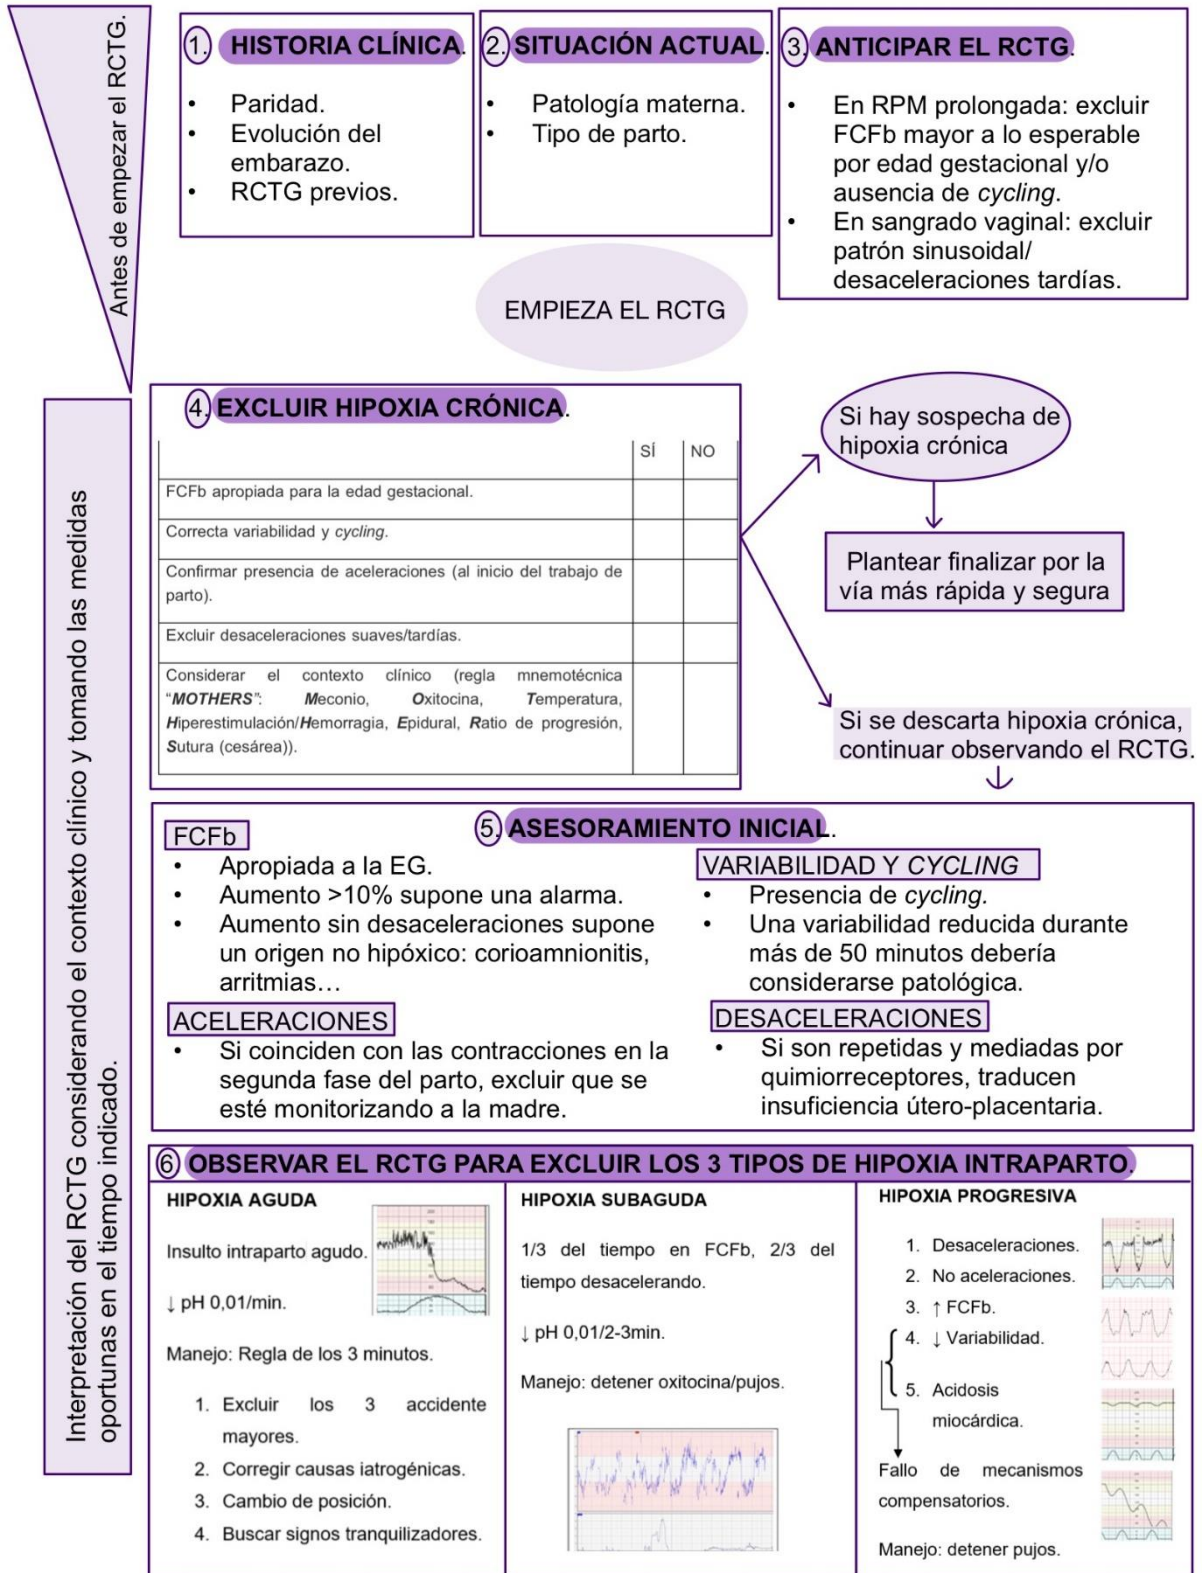 Antes de empezar el RCTG.
1. HISTORIA CLÍNICA.
• Paridad.
• Evolución del
embarazo.
• RCTG previos.
2. SITUACIÓN ACTUAL.
• Patología materna.
• Tipo de parto.
3. ANTICIPAR EL RCTG.
• En RPM prolongada: excluir
FCFb mayor a lo esperable
por edad gestacional y/o
ausencia de cycling.
• En sangrado vaginal: excluir
patrón sinusoidal/
desaceleraciones tardías.
EMPIEZA EL RCTG
Interpretación del RCTG considerando el contexto clínico y tomando las medidas
oportunas en el tiempo indicado.
4. EXCLUIR HIPOXIA CRÓNICA.
SÍ NO
FCFb apropiada para la edad gestacional.
Correcta variabilidad y cycling.
Confirmar presencia de aceleraciones (al inicio del trabajo de
parto).
Excluir desaceleraciones suaves/tardías.
Considerar el contexto clínico (regla mnemotécnica
“MOTHERS”: Meconio, Oxitocina, Temperatura,
Hiperestimulación/Hemorragia, Epidural, Ratio de progresión,
Sutura (cesárea)).
Si hay sospecha de
hipoxia crónica
Plantear finalizar por la
vía más rápida y segura
Si se descarta hipoxia crónica,
continuar observando el RCTG.
5. ASESORAMIENTO INICIAL.
FCFb
• Apropiada a la EG.
• Aumento >10% supone una alarma.
• Aumento sin desaceleraciones supone
un origen no hipóxico: corioamnionitis,
arritmias…
VARIABILIDAD Y CYCLING
• Presencia de cycling.
• Una variabilidad reducida durante
más de 50 minutos debería
considerarse patológica.
ACELERACIONES
• Si coinciden con las contracciones en la
segunda fase del parto, excluir que se
esté monitorizando a la madre.
DESACELERACIONES
• Si son repetidas y mediadas por
quimiorreceptores, traducen
insuficiencia útero-placentaria.
6 OBSERVAR EL RCTG PARA EXCLUIR LOS 3 TIPOS DE HIPOXIA INTRAPARTO.
HIPOXIA AGUDA
Insulto intraparto agudo.
↓ pH 0,01/min.
Manejo: Regla de los 3 minutos.
1. Excluir los 3 accidente
mayores.
2. Corregir causas iatrogénicas.
3. Cambio de posición.
4. Buscar signos tranquilizadores.
HIPOXIA SUBAGUDA
1/3 del tiempo en FCFb, 2/3 del
tiempo desacelerando.
↓ pH 0,01/2-3min.
Manejo: detener oxitocina/pujos.
HIPOXIA PROGRESIVA
1. Desaceleraciones.
2. No aceleraciones.
3. ↑ FCFb.
4. ↓ Variabilidad.
5. Acidosis
miocárdica.
Fallo de mecanismos
compensatorios.
Manejo: detener pujos.